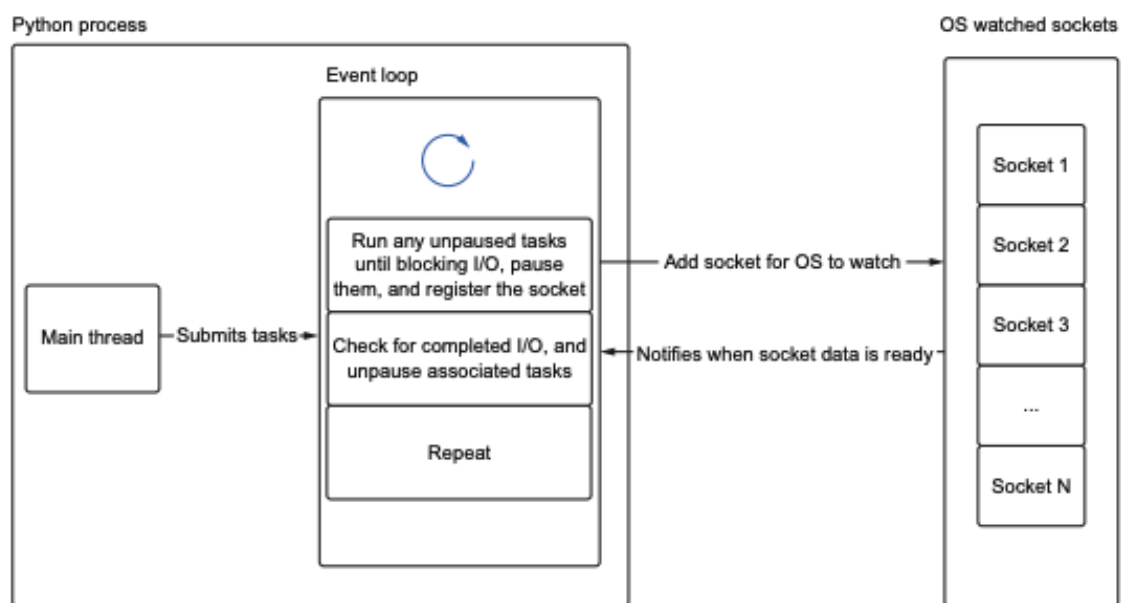 Python process
OS watched sockets
Event loop
Run any unpaused tasks
until blocking I/O, pause
them, and register the socket
Main thread
Submits tasks
Check for completed I/O, and
unpause associated tasks
Repeat
Add socket for OS to watch
Notifies when socket data is ready
Socket 1
Socket 2
Socket 3
...
Socket N